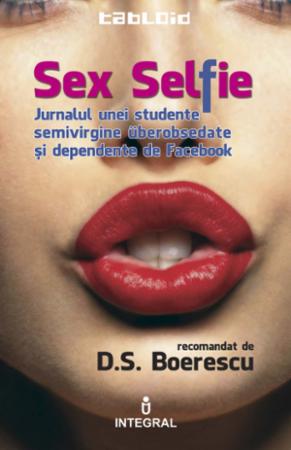 tabloid
Sex Selfie
Jurnalul unei studente
semivirgine überobsedate
și dependente de Facebook
recomandat de
D.S. Boerescu
INTEGRAL